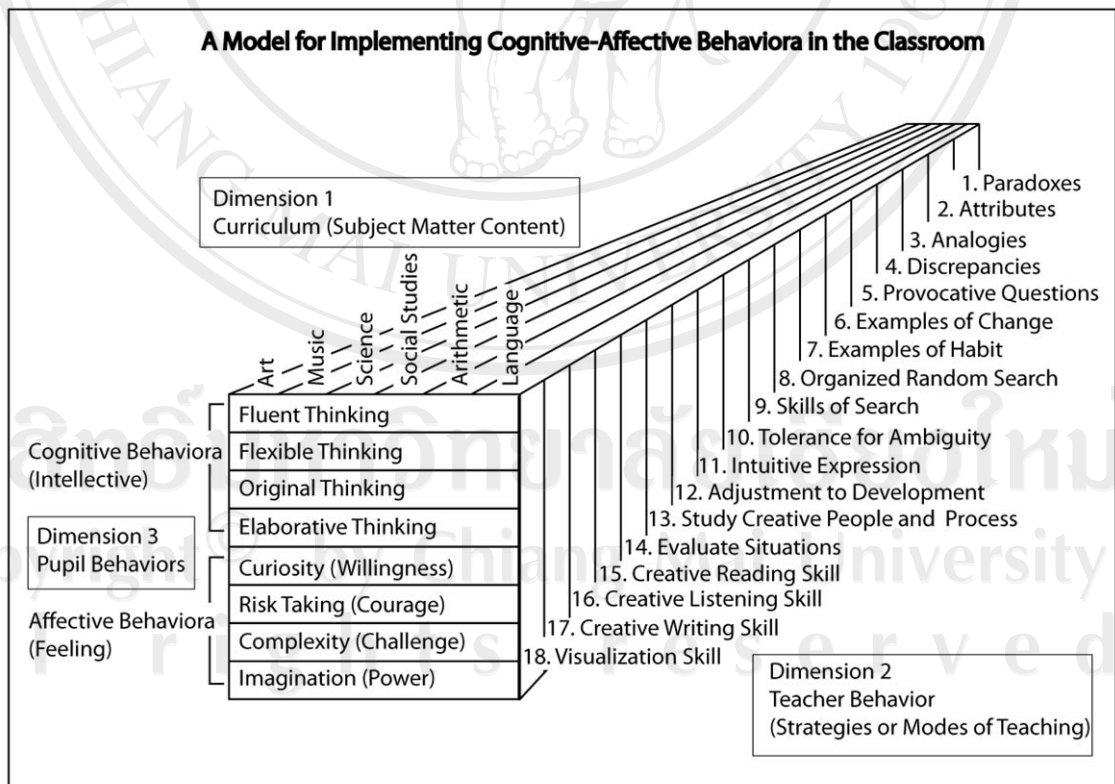 A Model for Implementing Cognitive-Affective Behaviora in the Classroom
Dimension 1
Curriculum (Subject Matter Content)
Art
Music
Science
Social Studies
Arithmetic
Language
1. Paradoxes
2. Attributes
3. Analogies
4. Discrepancies
5. Provocative Questions
6. Examples of Change
7. Examples of Habit
8. Organized Random Search
9. Skills of Search
10. Tolerance for Ambiguity
11. Intuitive Expression
12. Adjustment to Development
13. Study Creative People and Process
14. Evaluate Situations
15. Creative Reading Skill
16. Creative Listening Skill
17. Creative Writing Skill
18. Visualization Skill
Cognitive Behaviora
(Intellective)
Fluent Thinking
Flexible Thinking
Original Thinking
Elaborative Thinking
Dimension 3
Pupil Behaviors
Affective Behaviora
(Feeling)
Curiosity (Willingness)
Risk Taking (Courage)
Complexity (Challenge)
Imagination (Power)
Dimension 2
Teacher Behavior
(Strategies or Modes of Teaching)
CHIANG MAI UNIVERSITY 196
by Chiang Mai University
rights reserved